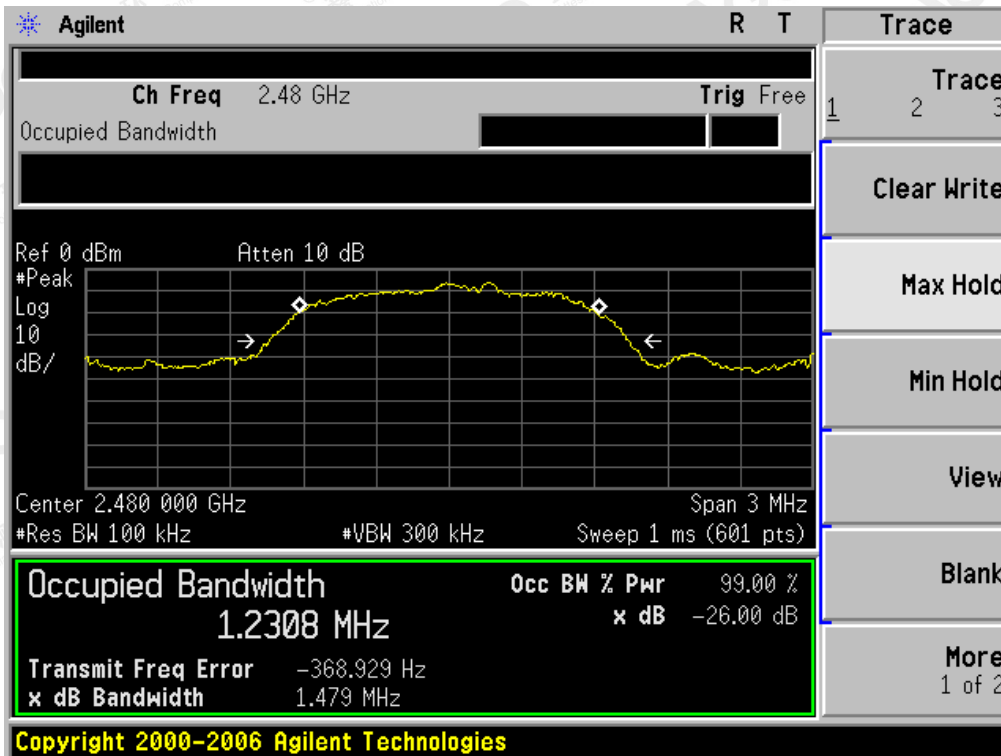 Agilent R T
Trace
Ch Freq 2.48 GHz Trig Free
Occupied Bandwidth
Ref 0 dBm Atten 10 dB
#Peak
Log
10
dB/
Center 2.480 000 GHz Span 3 MHz
#Res BW 100 kHz #VBW 300 kHz Sweep 1 ms (601 pts)
Occupied Bandwidth
1.2308 MHz
Occ BW % Pwr 99.00 %
x dB -26.00 dB
Transmit Freq Error -368.929 Hz
x dB Bandwidth 1.479 MHz
Trace
1 2 3
Clear Write
Max Hold
Min Hold
View
Blank
More
1 of 2
Copyright 2000-2006 Agilent Technologies